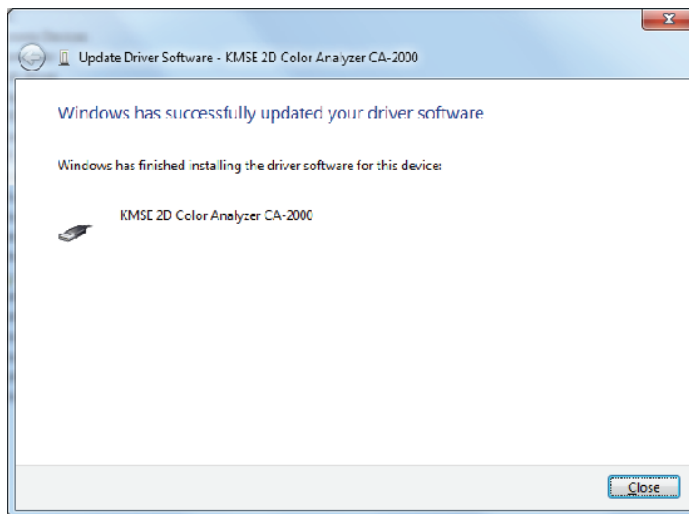 Update Driver Software - KMSE 2D Color Analyzer CA-2000
Windows has successfully updated your driver software
Windows has finished installing the driver software for this device:
KMSE 2D Color Analyzer CA-2000
Close